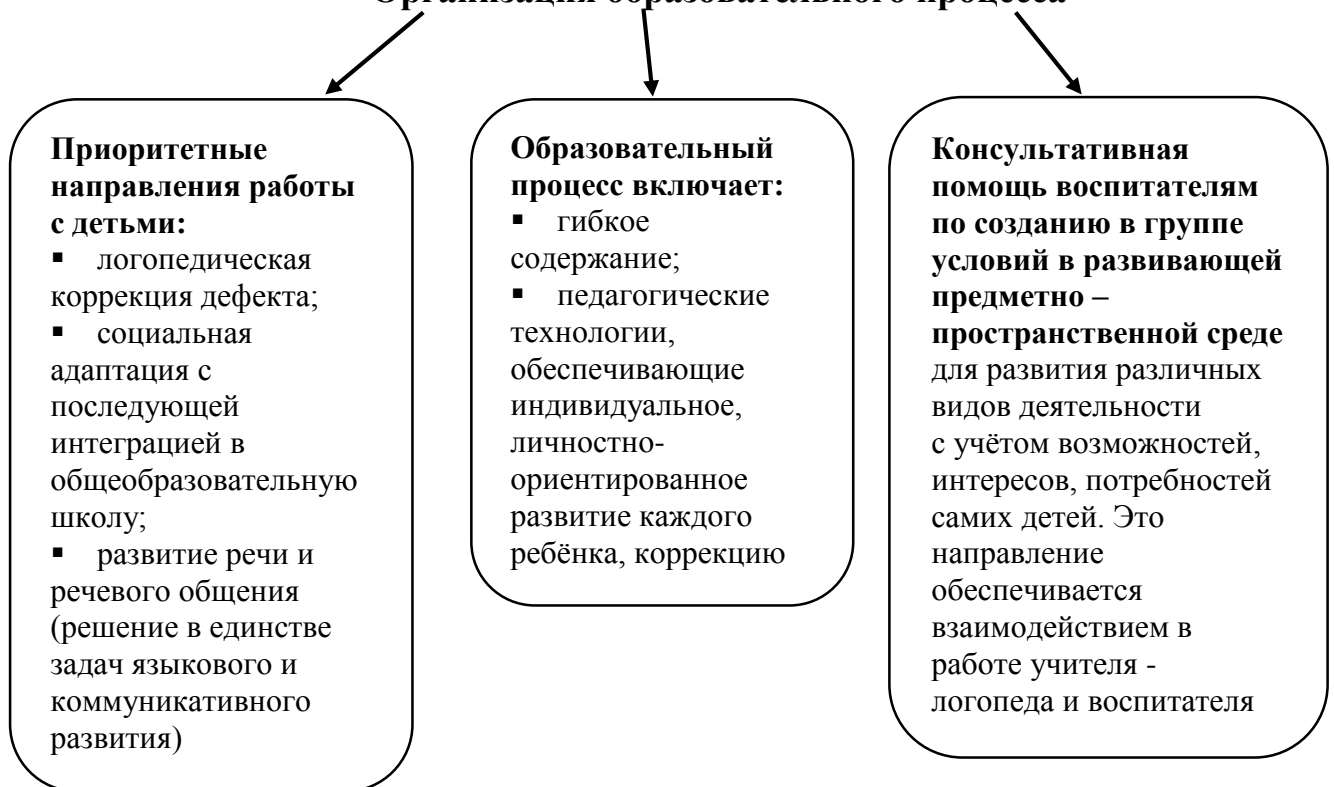 Организация образовательного процесса
Приоритетные
направления работы
с детьми:
▪ логопедическая
коррекция дефекта;
▪ социальная
адаптация с
последующей
интеграцией в
общеобразовательную
школу;
▪ развитие речи и
речевого общения
(решение в единстве
задач языкового и
коммуникативного
развития)
Образовательный
процесс включает:
▪ гибкое
содержание;
▪ педагогические
технологии,
обеспечивающие
индивидуальное,
личностно-
ориентированное
развитие каждого
ребёнка, коррекцию
Консультативная
помощь воспитателям
по созданию в группе
условий в развивающей
предметно –
пространственной среде
для развития различных
видов деятельности
с учётом возможностей,
интересов, потребностей
самих детей. Это
направление
обеспечивается
взаимодействием в
работе учителя -
логопеда и воспитателя